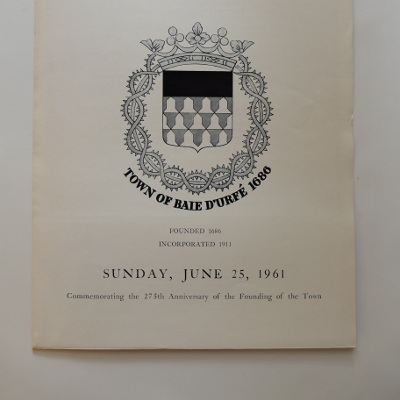 TOWN OF BAIE D'URFÉ 1686
FOUNDED 1686
INCORPORATED 1911
SUNDAY, JUNE 25, 1961
Commemorating the 275th Anniversary of the Founding of the Town